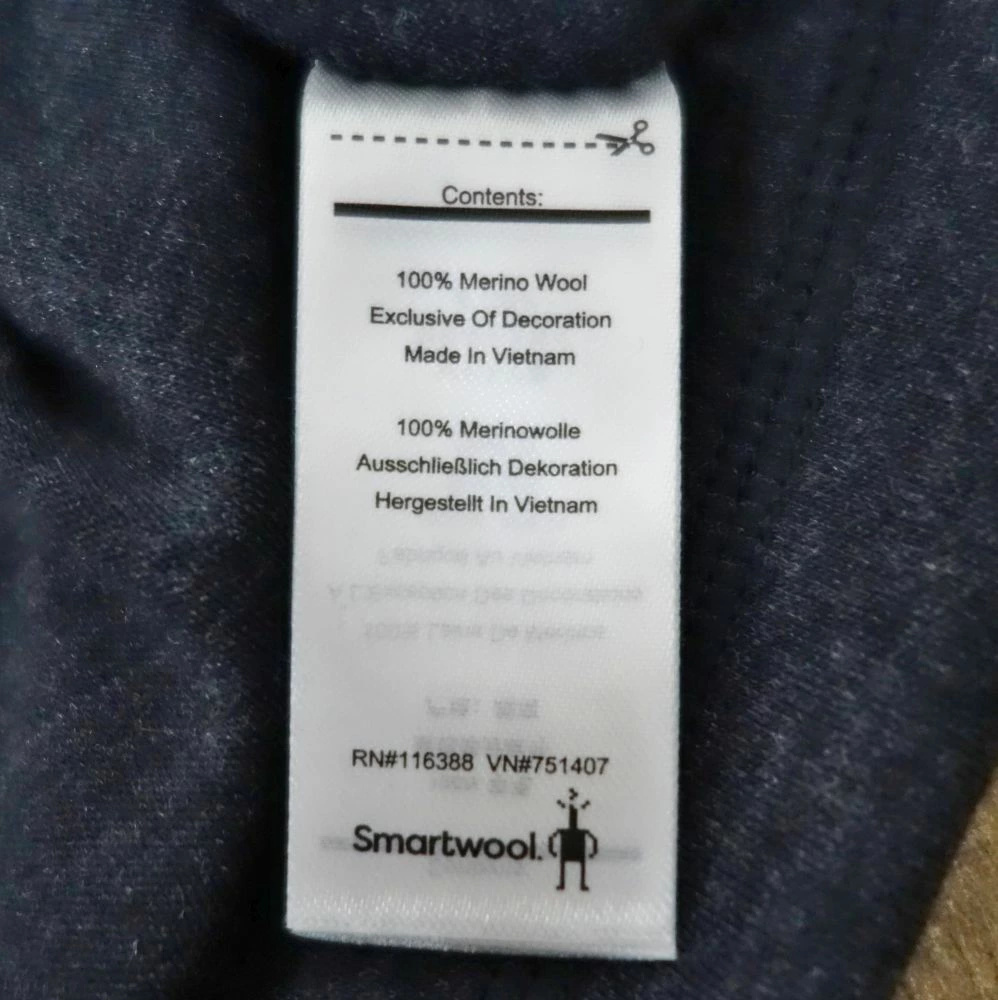 Contents:
100% Merino Wool
Exclusive Of Decoration
Made In Vietnam
100% Merinowolle
Ausschließlich Dekoration
Hergestellt In Vietnam
RN#116388 VN#751407
Smartwool.